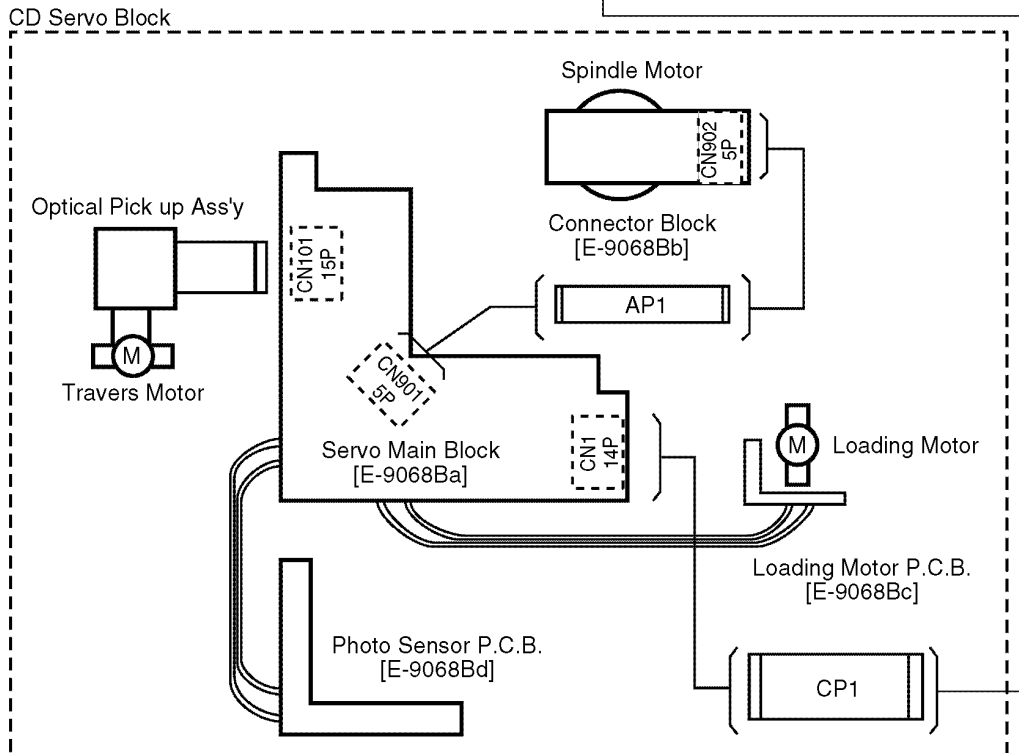 CD Servo Block
Spindle Motor
CN902
5P
Connector Block
[E-9068Bb]
Optical Pick up Ass'y
CN101
15P
M
Travers Motor
AP1
CN901
5P
Servo Main Block
[E-9068Ba]
CN1
14P
M
Loading Motor
Loading Motor P.C.B.
[E-9068Bc]
Photo Sensor P.C.B.
[E-9068Bd]
CP1